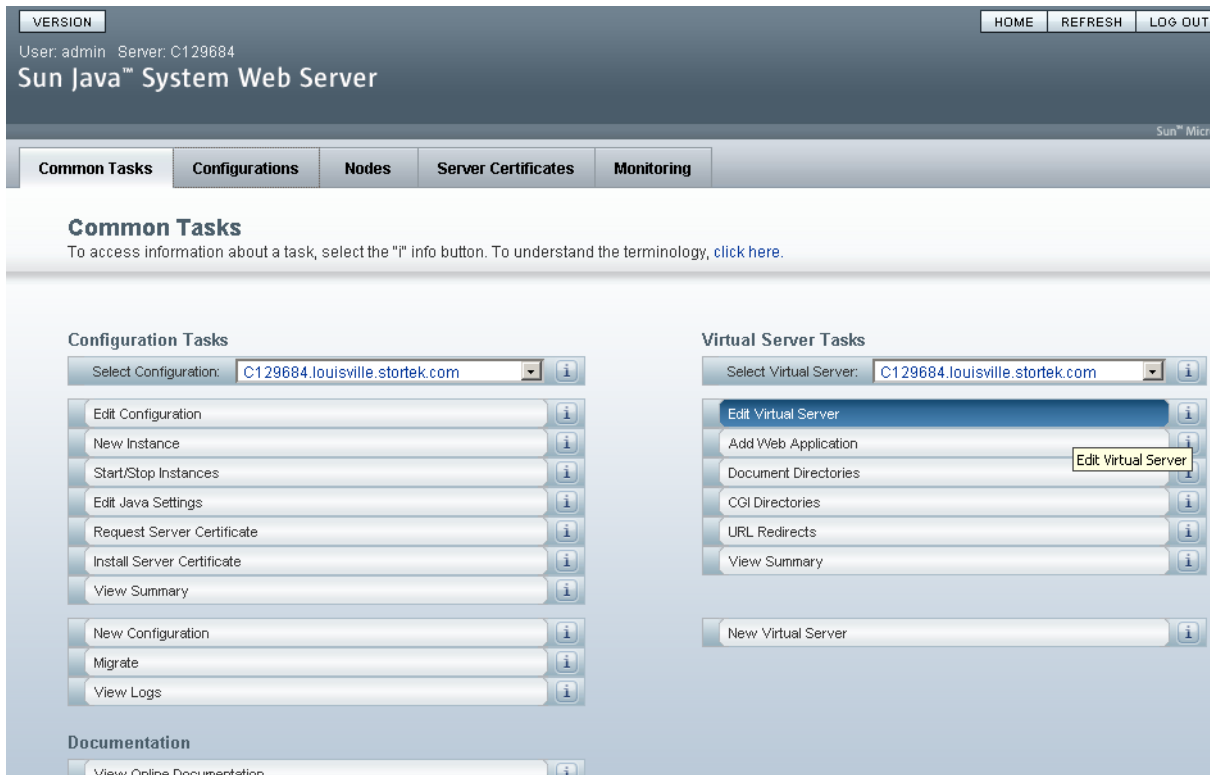 VERSION
HOME REFRESH LOG OUT
User: admin Server: C129684
Sun Java™ System Web Server
Sun™ Micr
Common Tasks Configurations Nodes Server Certificates Monitoring
Common Tasks
To access information about a task, select the "i" info button. To understand the terminology, click here.
Configuration Tasks
Select Configuration: C129684.louisville.stortek.com i
Edit Configuration i
New Instance i
Start/Stop Instances i
Edit Java Settings i
Request Server Certificate i
Install Server Certificate i
View Summary i
New Configuration i
Migrate i
View Logs i
Documentation
View Online Documentation i
Virtual Server Tasks
Select Virtual Server: C129684.louisville.stortek.com i
Edit Virtual Server i
Add Web Application i
Edit Virtual Server
Document Directories i
CGI Directories i
URL Redirects i
View Summary i
New Virtual Server i